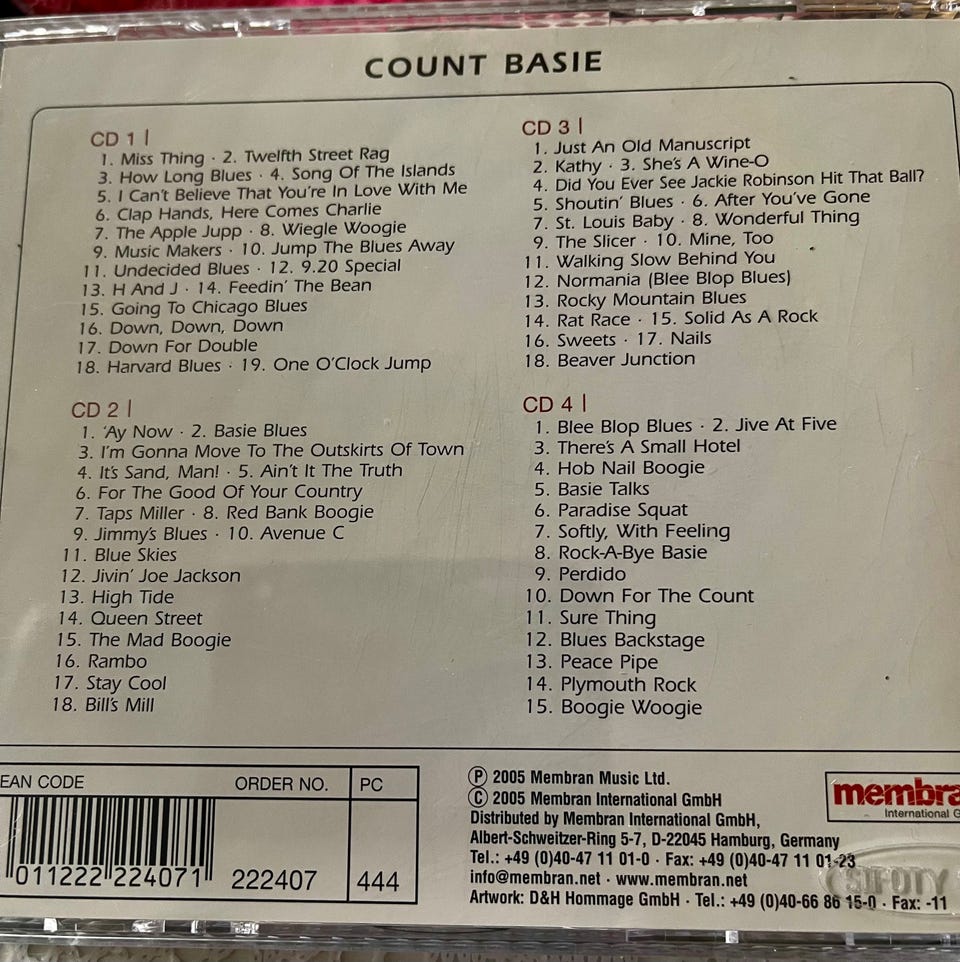 COUNT BASIE
CD 1 |
1. Miss Thing · 2. Twelfth Street Rag
3. How Long Blues · 4. Song Of The Islands
5. I Can't Believe That You're In Love With Me
6. Clap Hands, Here Comes Charlie
7. The Apple Jupp · 8. Wiegle Woogie
9. Music Makers · 10. Jump The Blues Away
11. Undecided Blues · 12. 9.20 Special
13. H And J · 14. Feedin' The Bean
15. Going To Chicago Blues
16. Down, Down, Down
17. Down For Double
18. Harvard Blues · 19. One O'Clock Jump
CD 2 |
1. 'Ay Now · 2. Basie Blues
3. I'm Gonna Move To The Outskirts Of Town
4. It's Sand, Man! · 5. Ain't It The Truth
6. For The Good Of Your Country
7. Taps Miller · 8. Red Bank Boogie
9. Jimmy's Blues · 10. Avenue C
11. Blue Skies
12. Jivin' Joe Jackson
13. High Tide
14. Queen Street
15. The Mad Boogie
16. Rambo
17. Stay Cool
18. Bill's Mill
CD 3 |
1. Just An Old Manuscript
2. Kathy · 3. She's A Wine-O
4. Did You Ever See Jackie Robinson Hit That Ball?
5. Shoutin' Blues · 6. After You've Gone
7. St. Louis Baby · 8. Wonderful Thing
9. The Slicer · 10. Mine, Too
11. Walking Slow Behind You
12. Normania (Blee Blop Blues)
13. Rocky Mountain Blues
14. Rat Race · 15. Solid As A Rock
16. Sweets · 17. Nails
18. Beaver Junction
CD 4 |
1. Blee Blop Blues · 2. Jive At Five
3. There's A Small Hotel
4. Hob Nail Boogie
5. Basie Talks
6. Paradise Squat
7. Softly, With Feeling
8. Rock-A-Bye Basie
9. Perdido
10. Down For The Count
11. Sure Thing
12. Blues Backstage
13. Peace Pipe
14. Plymouth Rock
15. Boogie Woogie
EAN CODE
011222 224071
ORDER NO.
222407
PC
444
Ⓟ 2005 Membran Music Ltd.
© 2005 Membran International GmbH
Distributed by Membran International GmbH,
Albert-Schweitzer-Ring 5-7, D-22045 Hamburg, Germany
Tel.: +49 (0)40-47 11 01-0 · Fax: +49 (0)40-47 11 01-23
info@membran.net · www.membran.net
Artwork: D&H Hommage GmbH · Tel.: +49 (0)40-66 86 15-0 · Fax: -11
membra
International G